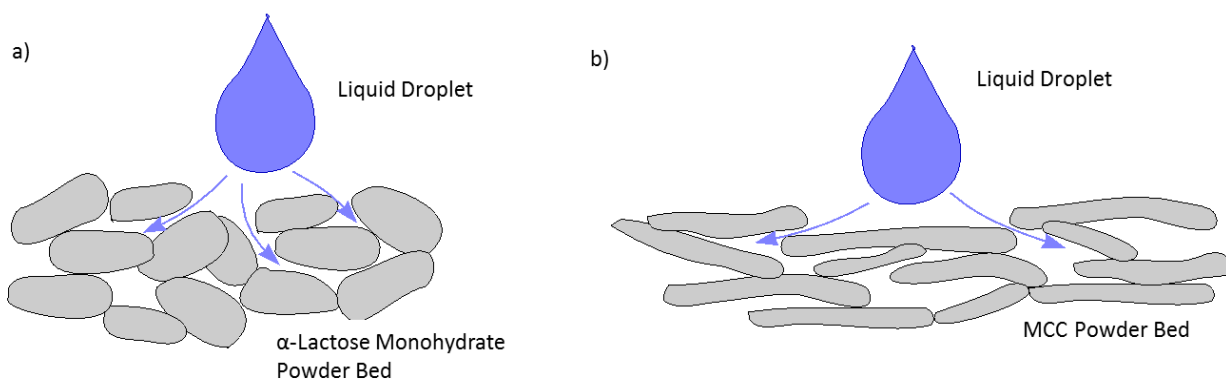 a)
Liquid Droplet
α-Lactose Monohydrate
Powder Bed
b)
Liquid Droplet
MCC Powder Bed